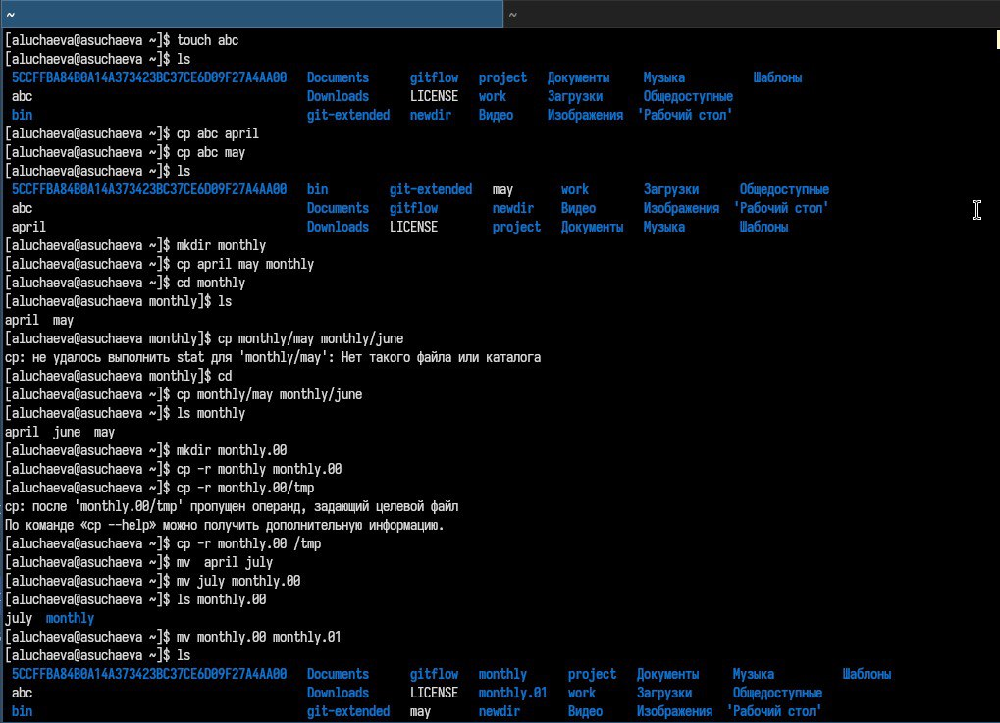 ~ ~
[aluchaeva@asuchaeva ~]$ touch abc
[aluchaeva@asuchaeva ~]$ ls
5CCFFBA84B0A14A373423BC37CE6D09F27A4AA00 Documents gitflow project Документы Музыка Шаблоны
abc Downloads LICENSE work Загрузки Общедоступные
bin git-extended newdir Видео Изображения 'Рабочий стол'
[aluchaeva@asuchaeva ~]$ cp abc april
[aluchaeva@asuchaeva ~]$ cp abc may
[aluchaeva@asuchaeva ~]$ ls
5CCFFBA84B0A14A373423BC37CE6D09F27A4AA00 bin git-extended may work Загрузки Общедоступные
abc Documents gitflow newdir Видео Изображения 'Рабочий стол'
april Downloads LICENSE project Документы Музыка Шаблоны
[aluchaeva@asuchaeva ~]$ mkdir monthly
[aluchaeva@asuchaeva ~]$ cp april may monthly
[aluchaeva@asuchaeva ~]$ cd monthly
[aluchaeva@asuchaeva monthly]$ ls
april may
[aluchaeva@asuchaeva monthly]$ cp monthly/may monthly/june
cp: не удалось выполнить stat для 'monthly/may': Нет такого файла или каталога
[aluchaeva@asuchaeva monthly]$ cd
[aluchaeva@asuchaeva ~]$ cp monthly/may monthly/june
[aluchaeva@asuchaeva ~]$ ls monthly
april june may
[aluchaeva@asuchaeva ~]$ mkdir monthly.00
[aluchaeva@asuchaeva ~]$ cp -r monthly monthly.00
[aluchaeva@asuchaeva ~]$ cp -r monthly.00/tmp
cp: после 'monthly.00/tmp' пропущен операнд, задающий целевой файл
По команде «cp --help» можно получить дополнительную информацию.
[aluchaeva@asuchaeva ~]$ cp -r monthly.00 /tmp
[aluchaeva@asuchaeva ~]$ mv  april july
[aluchaeva@asuchaeva ~]$ mv july monthly.00
[aluchaeva@asuchaeva ~]$ ls monthly.00
july monthly
[aluchaeva@asuchaeva ~]$ mv monthly.00 monthly.01
[aluchaeva@asuchaeva ~]$ ls
5CCFFBA84B0A14A373423BC37CE6D09F27A4AA00 Documents gitflow monthly project Документы Музыка Шаблоны
abc Downloads LICENSE monthly.01 work Загрузки Общедоступные
bin git-extended may newdir Видео Изображения 'Рабочий стол'